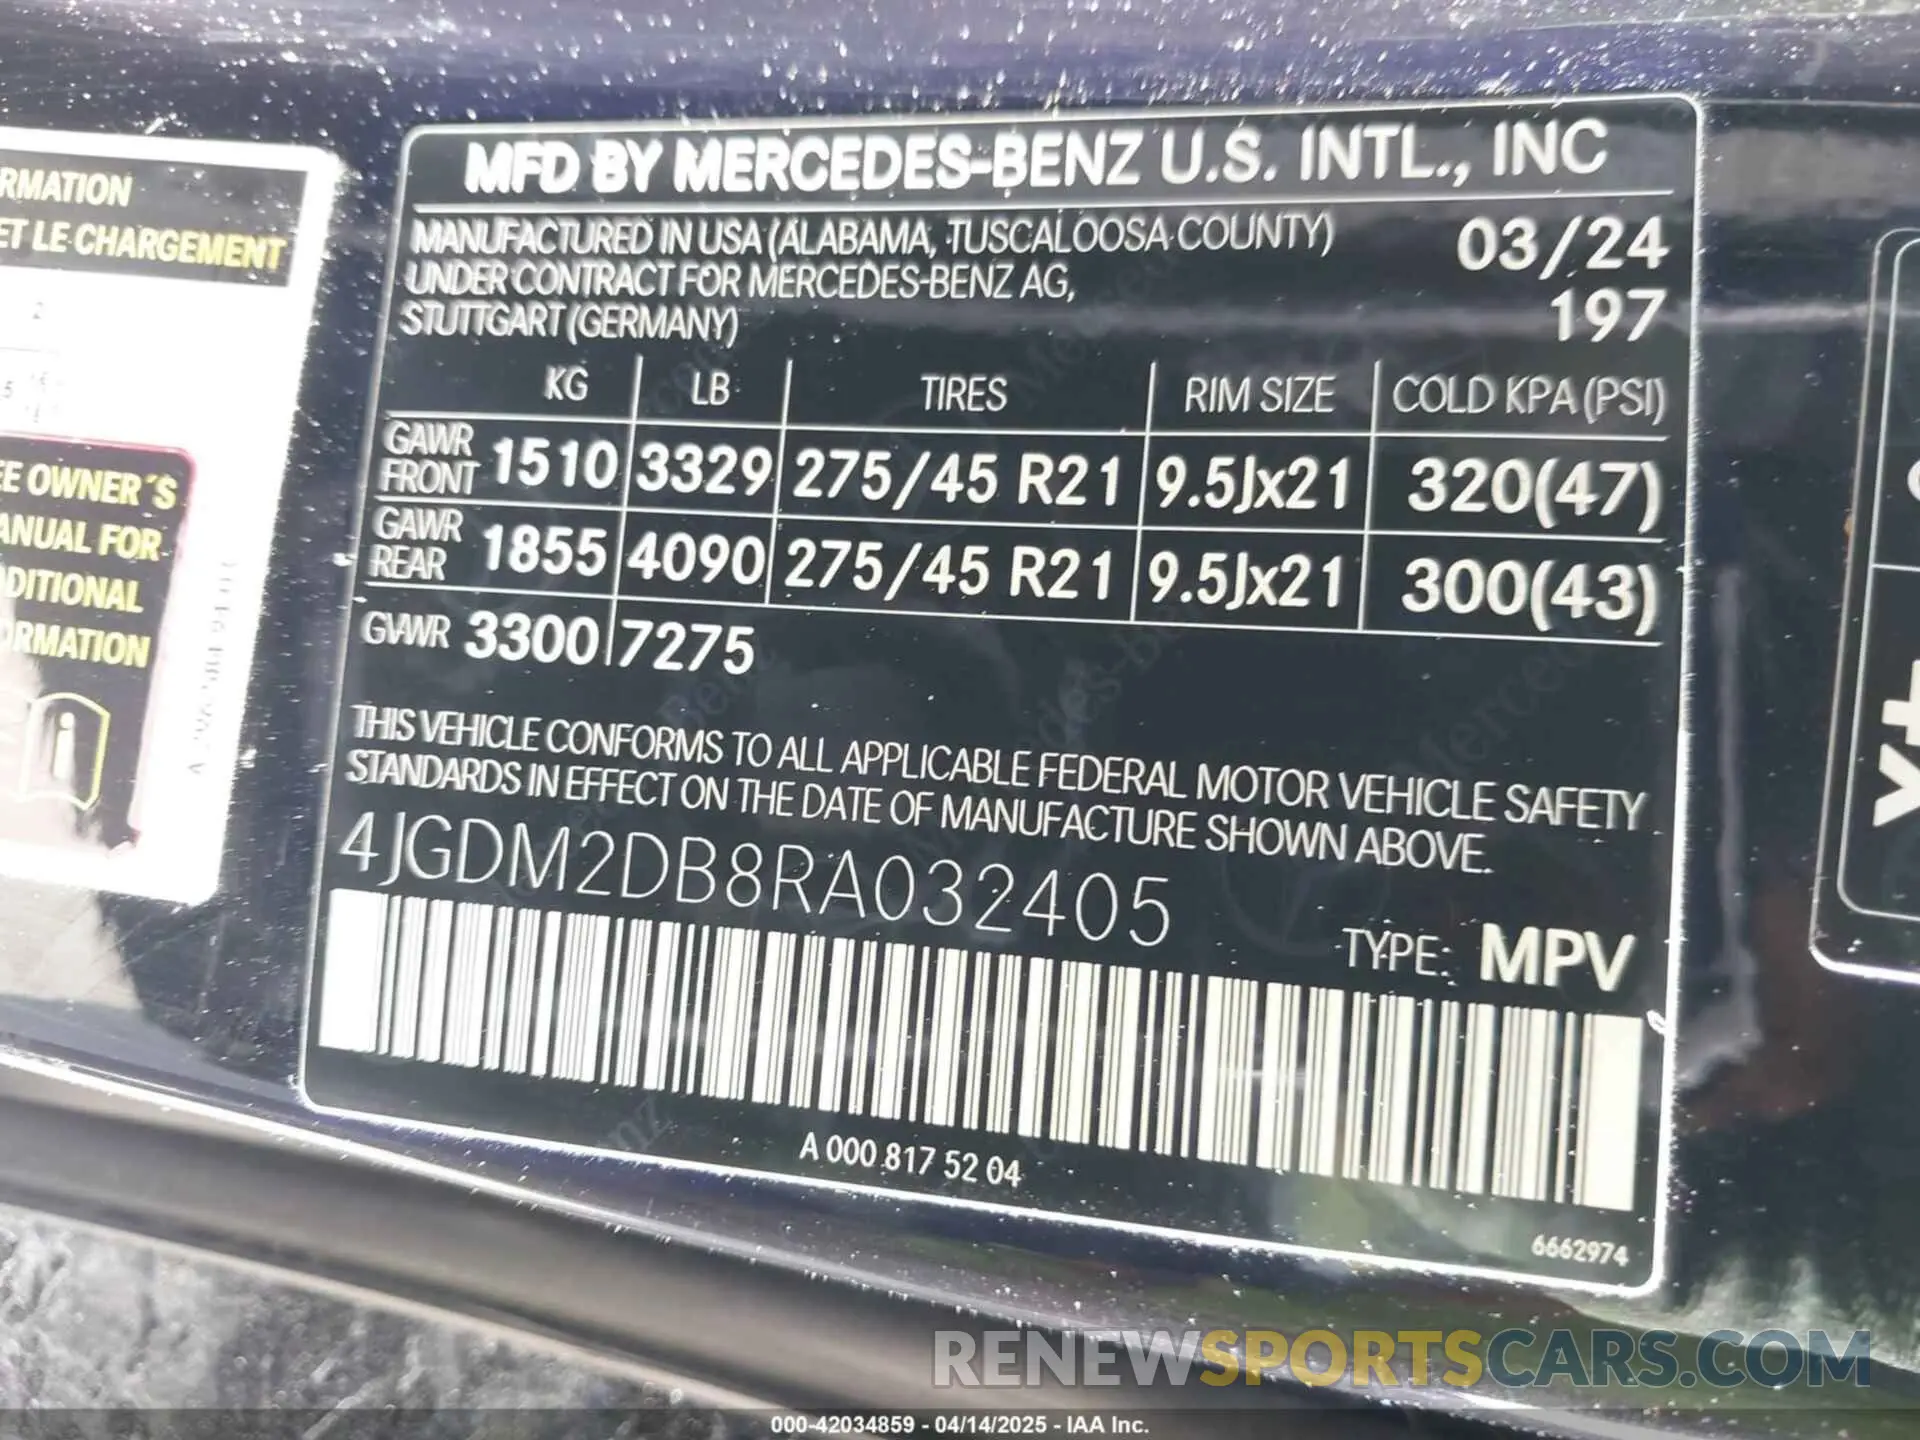 RMATION
ET LE CHARGEMENT
2
5
EE OWNER´S
ANUAL FOR
DDITIONAL
ORMATION
MFD BY MERCEDES-BENZ U.S. INTL., INC
MANUFACTURED IN USA (ALABAMA, TUSCALOOSA COUNTY) 03/24
UNDER CONTRACT FOR MERCEDES-BENZ AG,
STUTTGART (GERMANY) 197
KG LB TIRES RIM SIZE COLD KPA (PSI)
GAWR FRONT 1510 3329 275/45 R21 9.5Jx21 320(47)
GAWR REAR 1855 4090 275/45 R21 9.5Jx21 300(43)
GVWR 3300 7275
THIS VEHICLE CONFORMS TO ALL APPLICABLE FEDERAL MOTOR VEHICLE SAFETY
STANDARDS IN EFFECT ON THE DATE OF MANUFACTURE SHOWN ABOVE.
4JGDM2DB8RA032405
TYPE: MPV
A 000 817 52 04
6662974
RENEWSPORTSCARS.COM
000-42034859 - 04/14/2025 - IAA Inc.